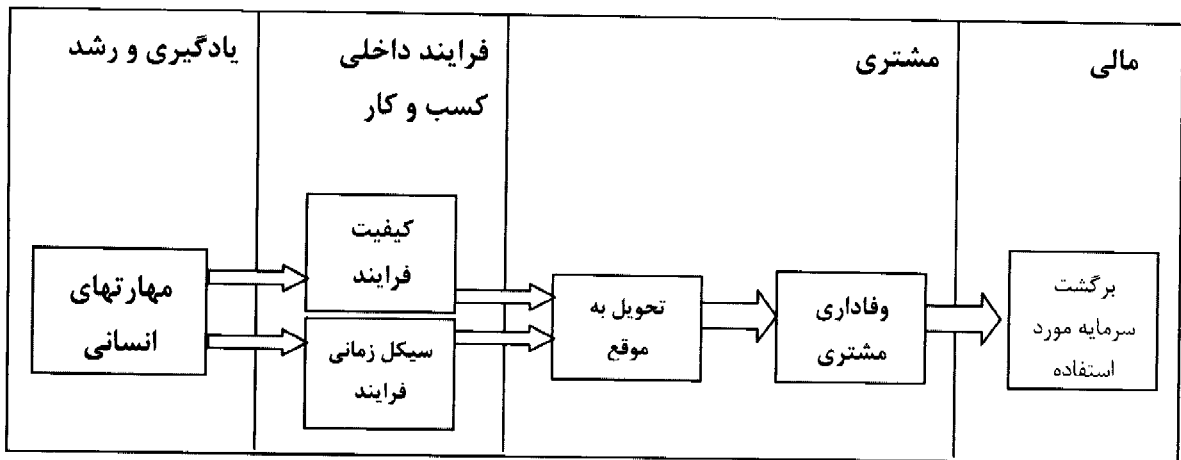 یادگیری و رشد
فرایند داخلی
کسب و کار
مشتری
مالی
مهارتهای
انسانی
کیفیت
فرایند
سیکل زمانی
فرایند
تحویل به
موقع
وفاداری
مشتری
برگشت
سرمایه مورد
استفاده